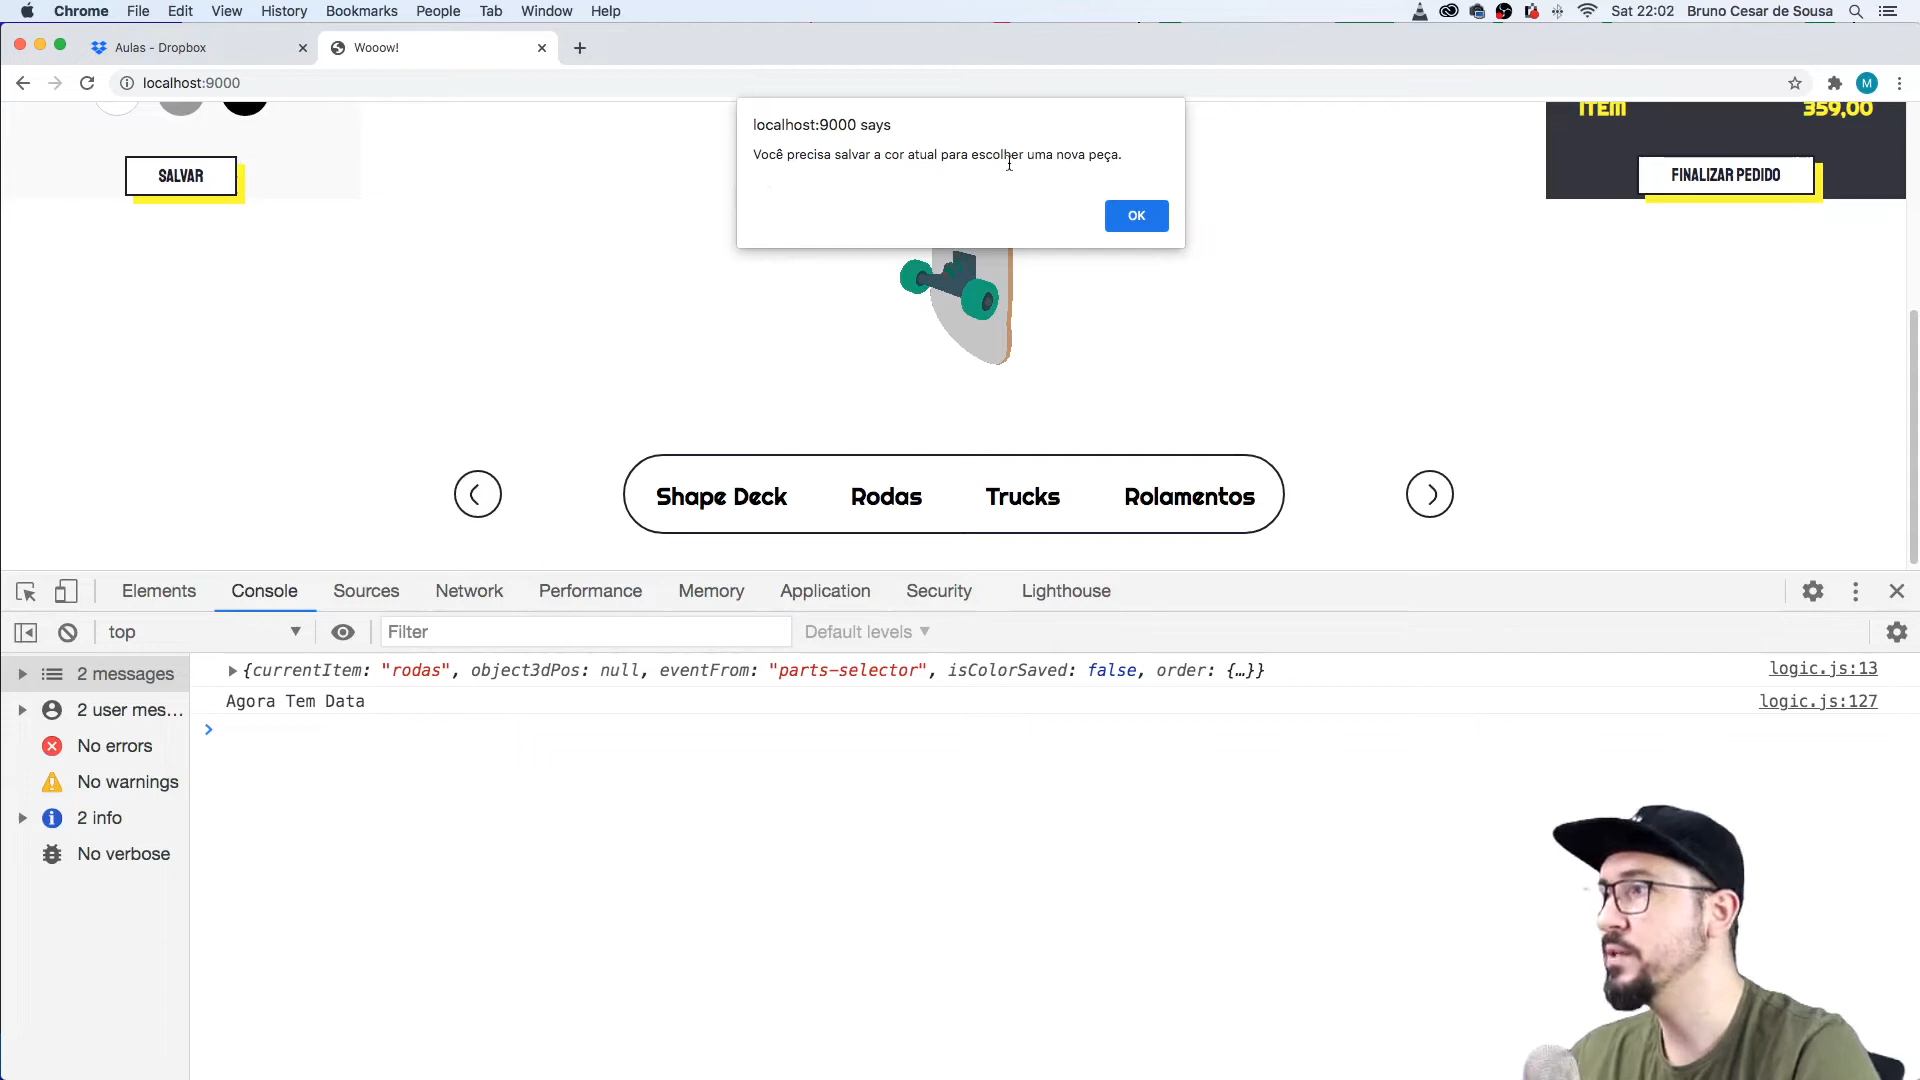 Chrome File Edit View History Bookmarks People Tab Window Help Sat 22:02 Bruno Cesar de Sousa
Aulas - Dropbox Wooow!
localhost:9000 M
localhost:9000 says
Você precisa salvar a cor atual para escolher uma nova peça.
OK
SALVAR
ITEM 359,00
FINALIZAR PEDIDO
Shape Deck Rodas Trucks Rolamentos
Elements Console Sources Network Performance Memory Application Security Lighthouse
top Filter Default levels
2 messages
2 user mes...
No errors
No warnings
2 info
No verbose
{currentItem: "rodas", object3dPos: null, eventFrom: "parts-selector", isColorSaved: false, order: {…}} logic.js:13
Agora Tem Data logic.js:127